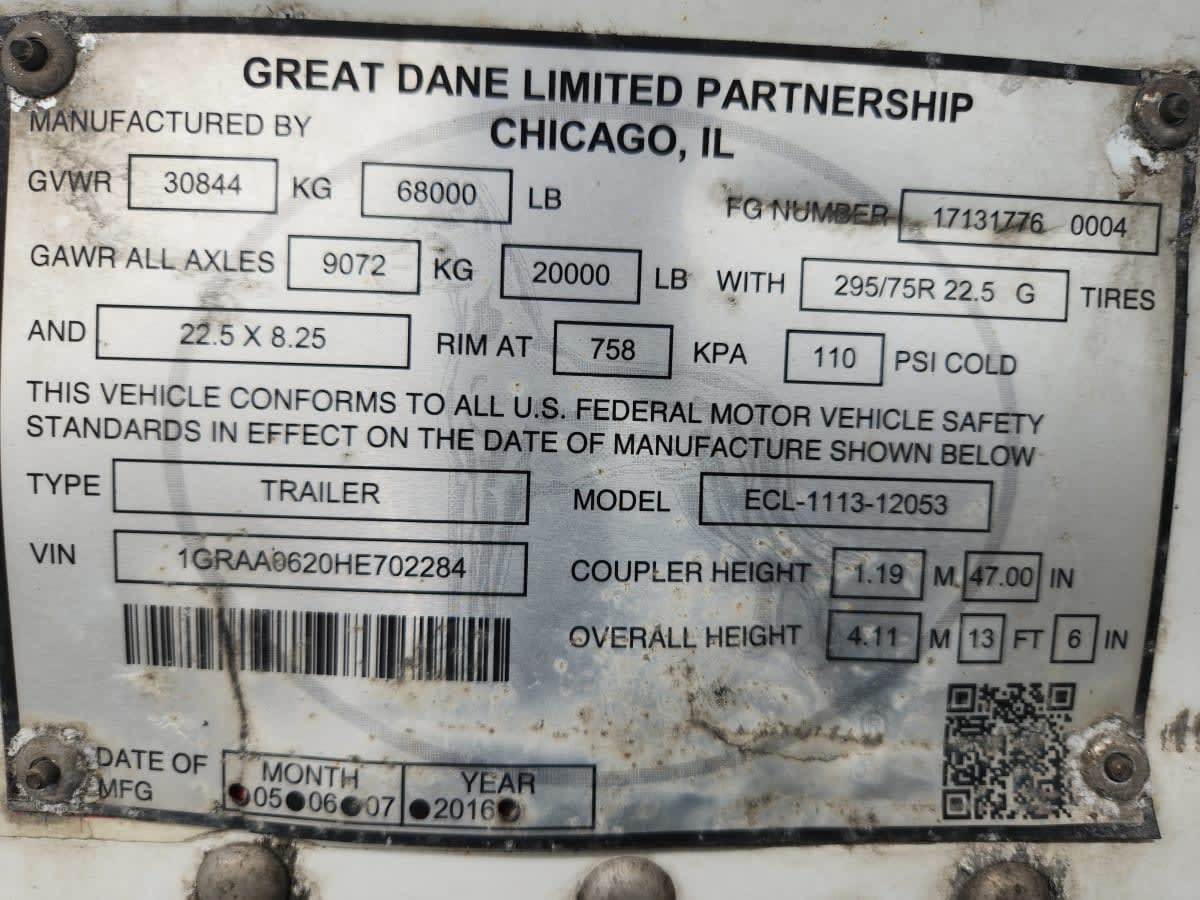 GREAT DANE LIMITED PARTNERSHIP
MANUFACTURED BY CHICAGO, IL
GVWR 30844 KG 68000 LB FG NUMBER 17131776 0004
GAWR ALL AXLES 9072 KG 20000 LB WITH 295/75R 22.5 G TIRES
AND 22.5 X 8.25 RIM AT 758 KPA 110 PSI COLD
THIS VEHICLE CONFORMS TO ALL U.S. FEDERAL MOTOR VEHICLE SAFETY
STANDARDS IN EFFECT ON THE DATE OF MANUFACTURE SHOWN BELOW
TYPE TRAILER MODEL ECL-1113-12053
VIN 1GRAA0620HE702284 COUPLER HEIGHT 1.19 M 47.00 IN
OVERALL HEIGHT 4.11 M 13 FT 6 IN
DATE OF MONTH YEAR
MFG 05 06 07 2016